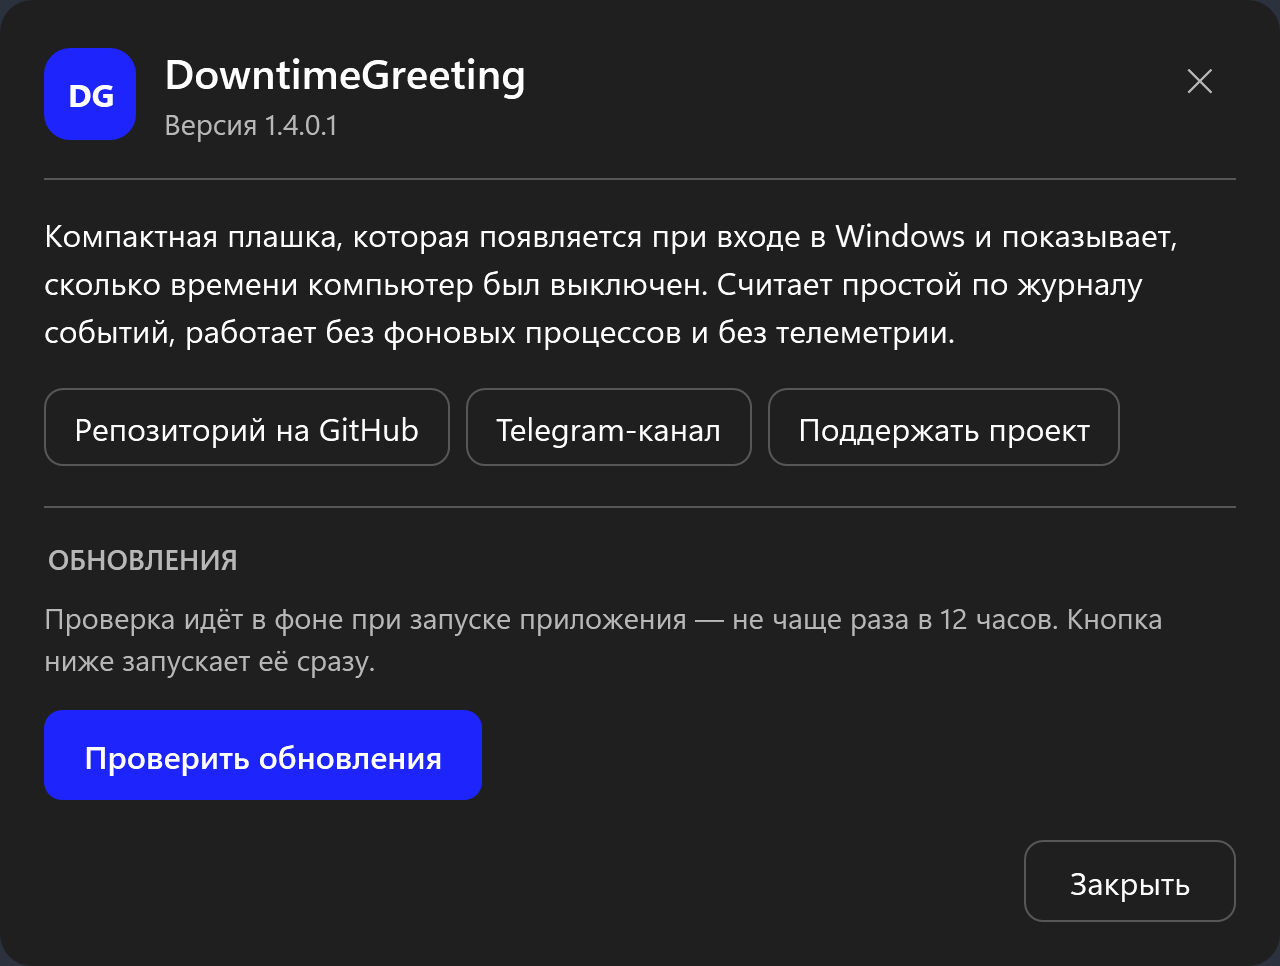 DG
DowntimeGreeting
Версия 1.4.0.1
Компактная плашка, которая появляется при входе в Windows и показывает,
сколько времени компьютер был выключен. Считает простой по журналу
событий, работает без фоновых процессов и без телеметрии.
Репозиторий на GitHub
Telegram-канал
Поддержать проект
ОБНОВЛЕНИЯ
Проверка идёт в фоне при запуске приложения — не чаще раза в 12 часов. Кнопка
ниже запускает её сразу.
Проверить обновления
Закрыть